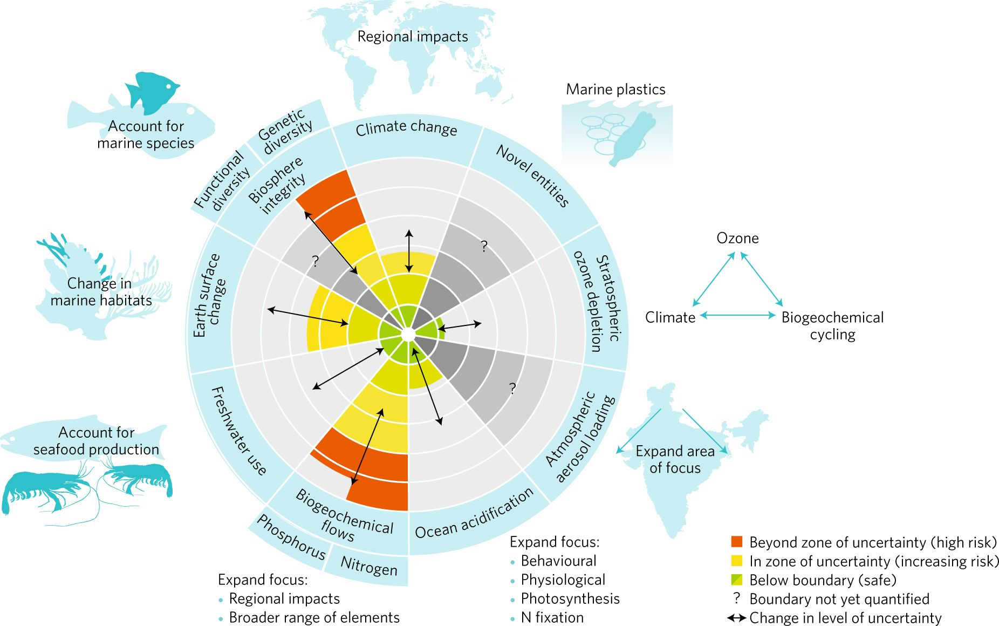 Regional impacts
Marine plastics
Account for
marine species
Genetic
diversity
Functional
diversity
Biosphere
integrity
Climate change
Novel entities
Stratospheric
ozone depletion
Ozone
Climate
Biogeochemical
cycling
Change in
marine habitats
Earth surface
change
?
?
?
Freshwater use
Account for
seafood production
Atmospheric
aerosol loading
Expand area
of focus
Biogeochemical
flows
Ocean acidification
Phosphorus
Nitrogen
Expand focus:
• Regional impacts
• Broader range of elements
Expand focus:
• Behavioural
• Physiological
• Photosynthesis
• N fixation
Beyond zone of uncertainty (high risk)
In zone of uncertainty (increasing risk)
Below boundary (safe)
? Boundary not yet quantified
Change in level of uncertainty